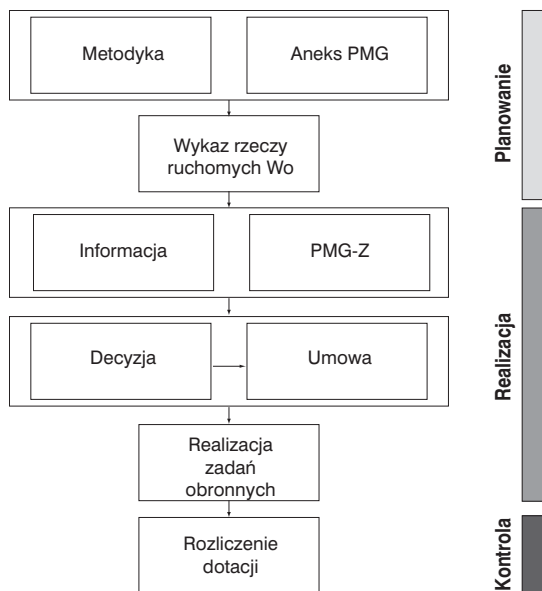 Metodyka
Aneks PMG
Wykaz rzeczy
ruchomych Wo
Planowanie
Informacja
PMG-Z
Decyzja
Umowa
Realizacja
zadań
obronnych
Realizacja
Rozliczenie
dotacji
Kontrola